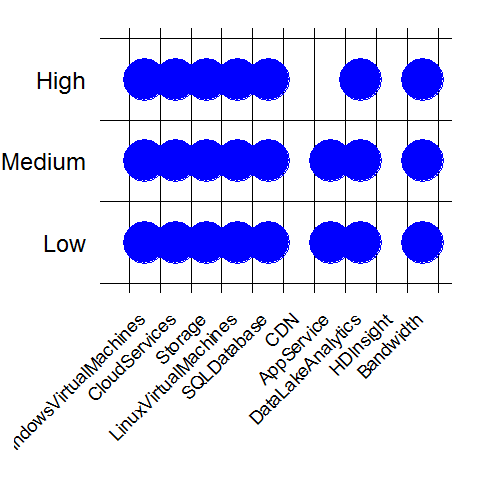 High
Medium
Low
ndowsVirtualMachines
CloudServices
Storage
LinuxVirtualMachines
SQLDatabase
CDN
AppService
DataLakeAnalytics
HDInsight
Bandwidth